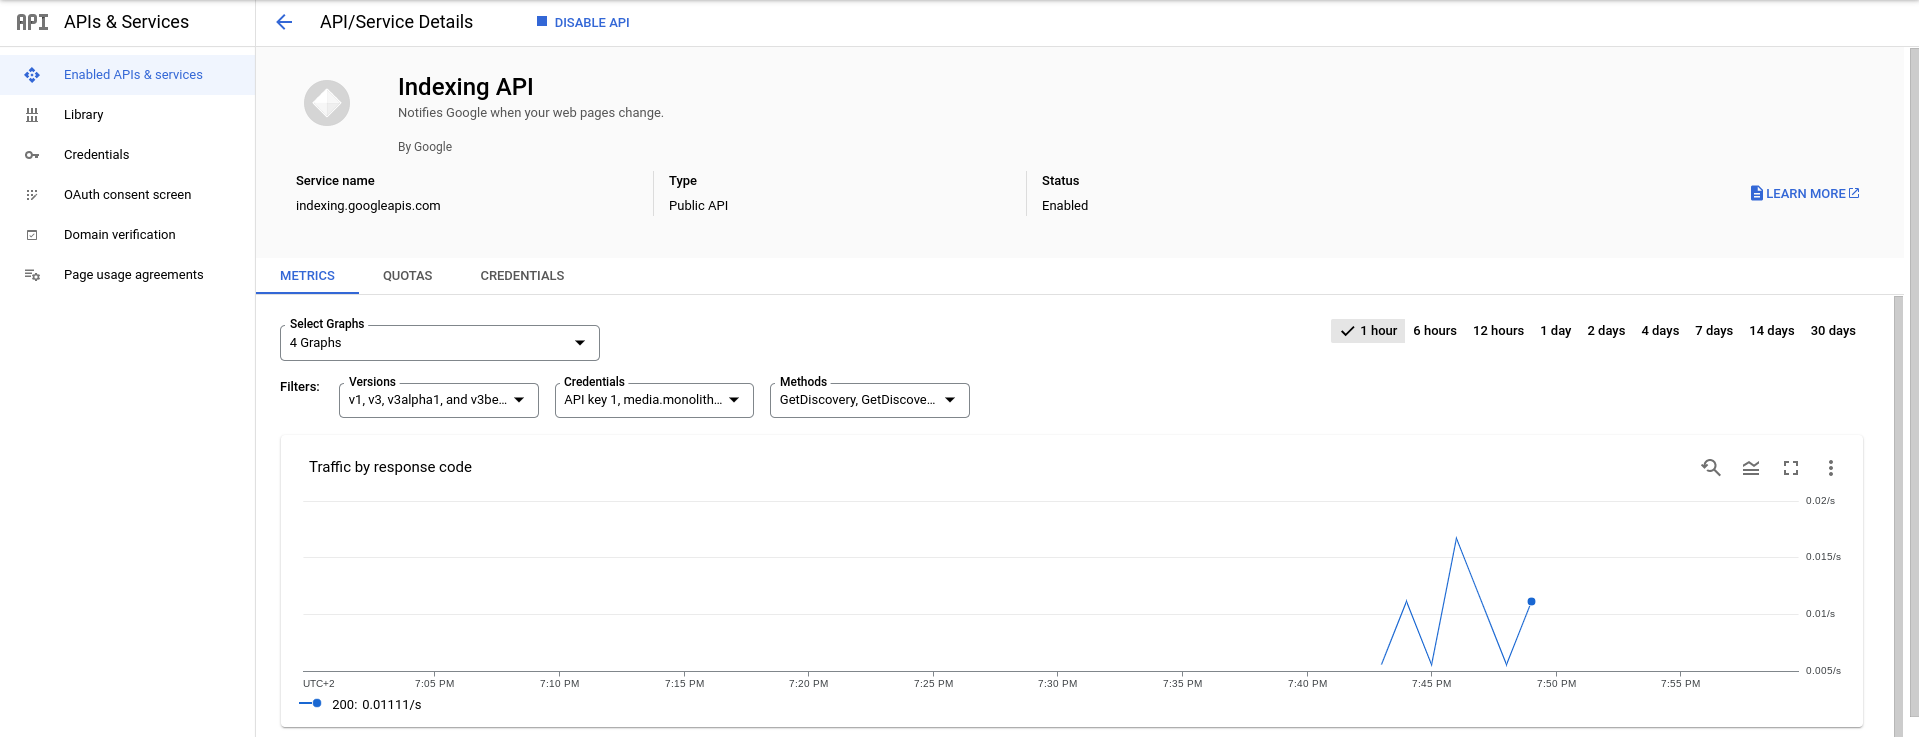 API APIs & Services
API/Service Details
DISABLE API
Enabled APIs & services
Library
Credentials
OAuth consent screen
Domain verification
Page usage agreements
Indexing API
Notifies Google when your web pages change.
By Google
Service name
indexing.googleapis.com
Type
Public API
Status
Enabled
LEARN MORE
METRICS
QUOTAS
CREDENTIALS
Select Graphs
4 Graphs
1 hour
6 hours
12 hours
1 day
2 days
4 days
7 days
14 days
30 days
Filters:
Versions
v1, v3, v3alpha1, and v3be...
Credentials
API key 1, media.monolith...
Methods
GetDiscovery, GetDiscove...
Traffic by response code
0.02/s
0.015/s
0.01/s
0.005/s
UTC+2
7:05 PM
7:10 PM
7:15 PM
7:20 PM
7:25 PM
7:30 PM
7:35 PM
7:40 PM
7:45 PM
7:50 PM
7:55 PM
200: 0.01111/s